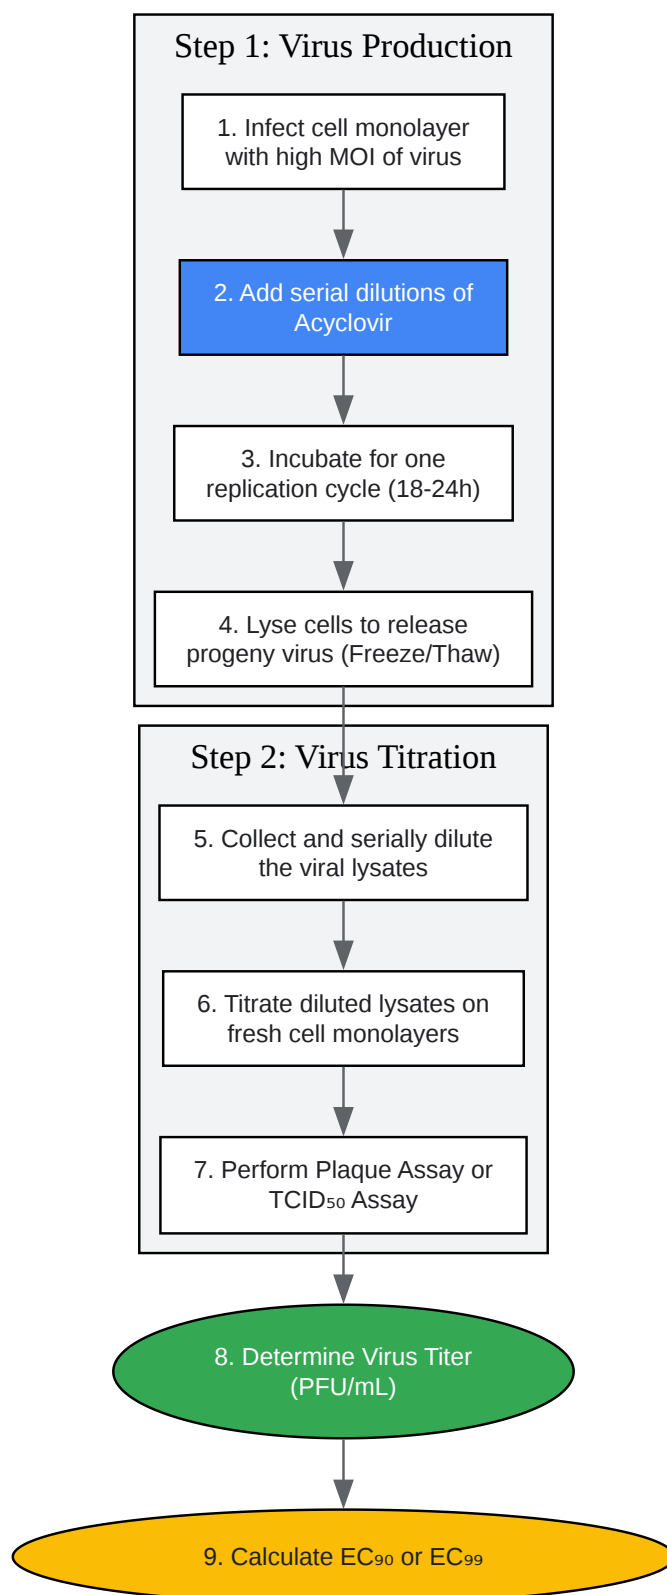 Step 1: Virus Production
1. Infect cell monolayer
with high MOI of virus
2. Add serial dilutions of
Acyclovir
3. Incubate for one
replication cycle (18-24h)
4. Lyse cells to release
progeny virus (Freeze/Thaw)
Step 2: Virus Titration
5. Collect and serially dilute
the viral lysates
6. Titrate diluted lysates on
fresh cell monolayers
7. Perform Plaque Assay or
TCID₅₀ Assay
8. Determine Virus Titer
(PFU/mL)
9. Calculate EC₉₀ or EC₉₉